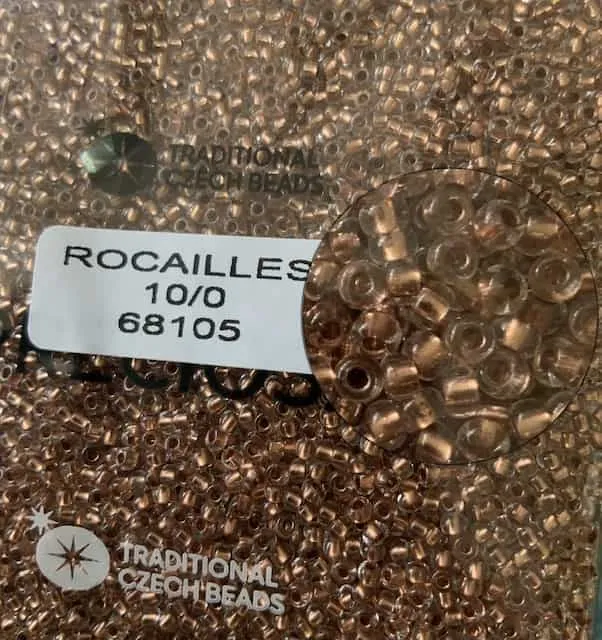 TRADITIONAL
CZECH BEADS
ROCAILLES
10/0
68105
TRADITIONAL
CZECH BEADS